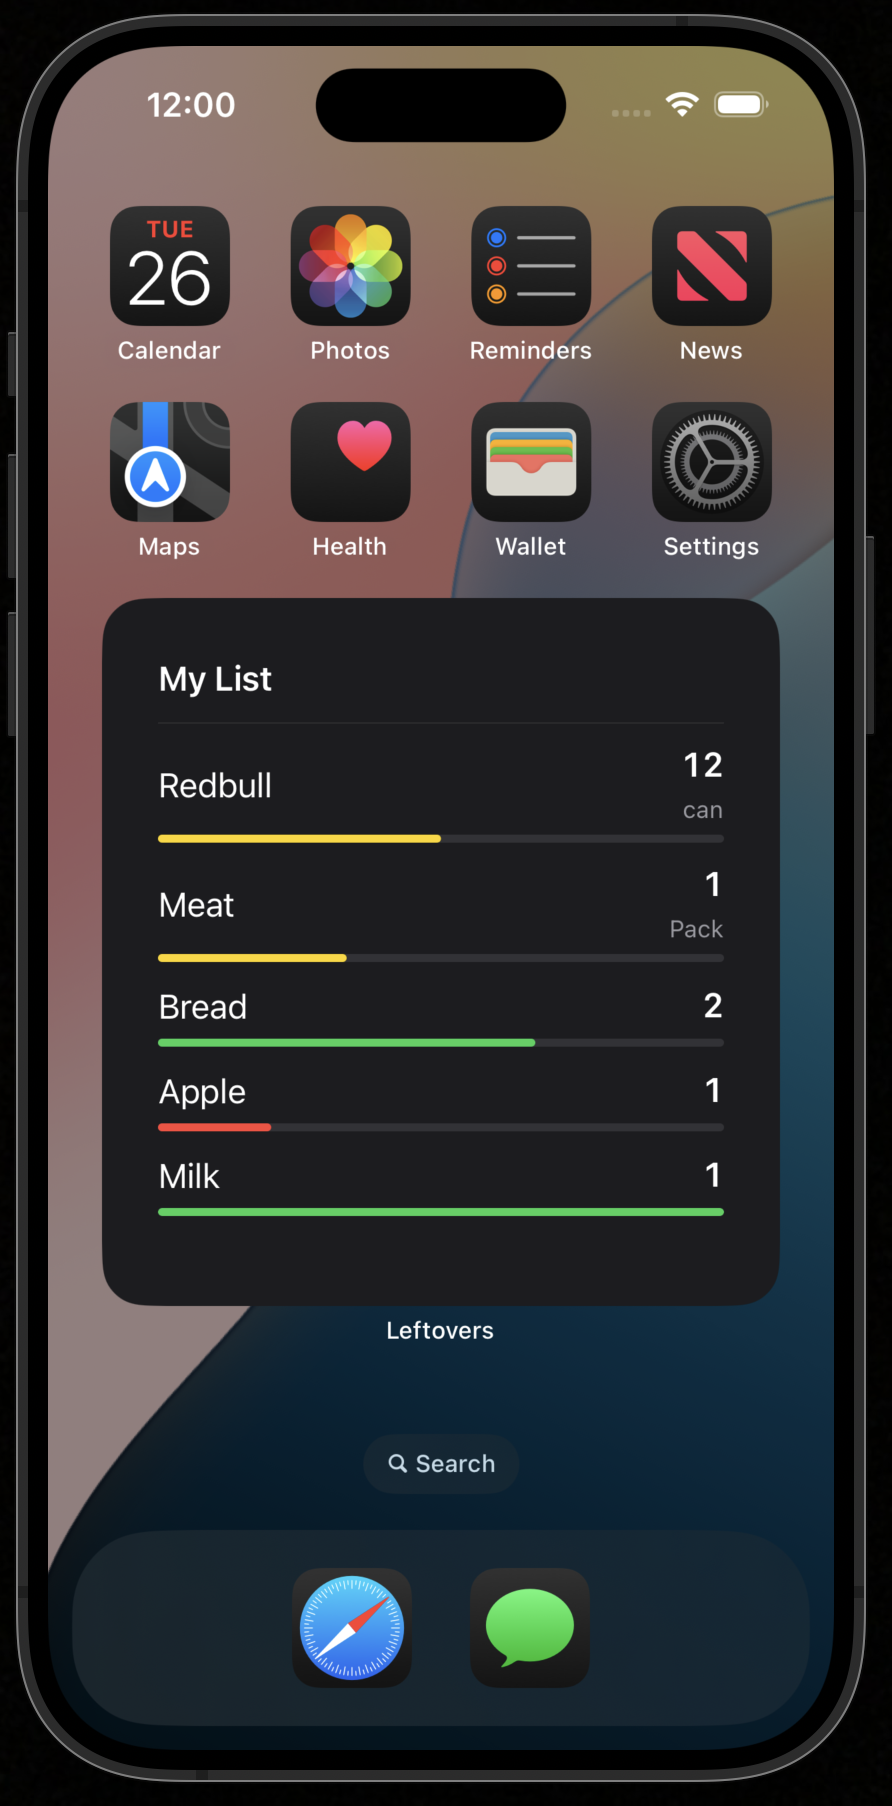 12:00
TUE
26
Calendar
Photos
Reminders
News
Maps
Health
Wallet
Settings
My List
Redbull
12
can
Meat
1
Pack
Bread
2
Apple
1
Milk
1
Leftovers
Search